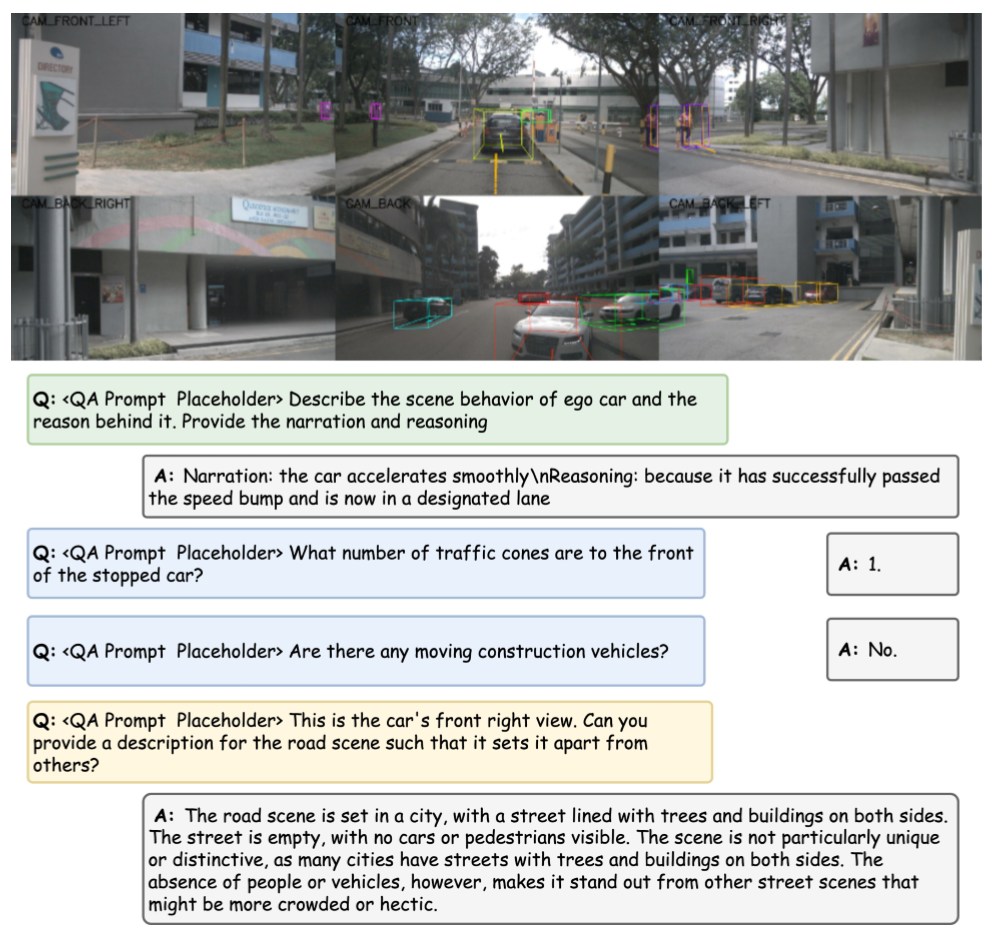 CAM_FRONT_LEFT
CAM_FRONT
CAM_FRONT_RIGHT
DIRECTORY
CAM_BACK_RIGHT
CAM_BACK
CAM_BACK_LEFT
Q: <QA Prompt Placeholder> Describe the scene behavior of ego car and the
reason behind it. Provide the narration and reasoning
A: Narration: the car accelerates smoothly\nReasoning: because it has successfully passed
the speed bump and is now in a designated lane
Q: <QA Prompt Placeholder> What number of traffic cones are to the front
of the stopped car?
A: 1.
Q: <QA Prompt Placeholder> Are there any moving construction vehicles?
A: No.
Q: <QA Prompt Placeholder> This is the car's front right view. Can you
provide a description for the road scene such that it sets it apart from
others?
A: The road scene is set in a city, with a street lined with trees and buildings on both sides.
The street is empty, with no cars or pedestrians visible. The scene is not particularly unique
or distinctive, as many cities have streets with trees and buildings on both sides. The
absence of people or vehicles, however, makes it stand out from other street scenes that
might be more crowded or hectic.